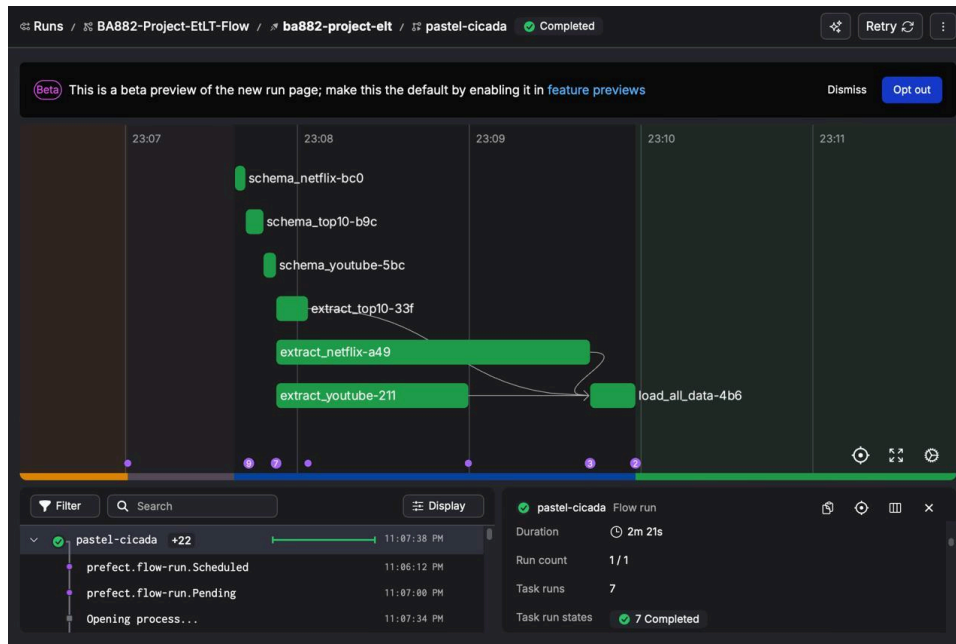 Runs / BA882-Project-EtLT-Flow / ba882-project-elt / pastel-cicada Completed Retry
Beta This is a beta preview of the new run page; make this the default by enabling it in feature previews Dismiss Opt out
23:07 23:08 23:09 23:10 23:11
schema_netflix-bc0
schema_top10-b9c
schema_youtube-5bc
extract_top10-33f
extract_netflix-a49
extract_youtube-211 load_all_data-4b6
9 7 3 2
Filter Search Display
pastel-cicada +22 11:07:38 PM
prefect.flow-run.Scheduled 11:06:12 PM
prefect.flow-run.Pending 11:07:00 PM
Opening process... 11:07:34 PM
pastel-cicada Flow run
Duration 2m 21s
Run count 1 / 1
Task runs 7
Task run states 7 Completed